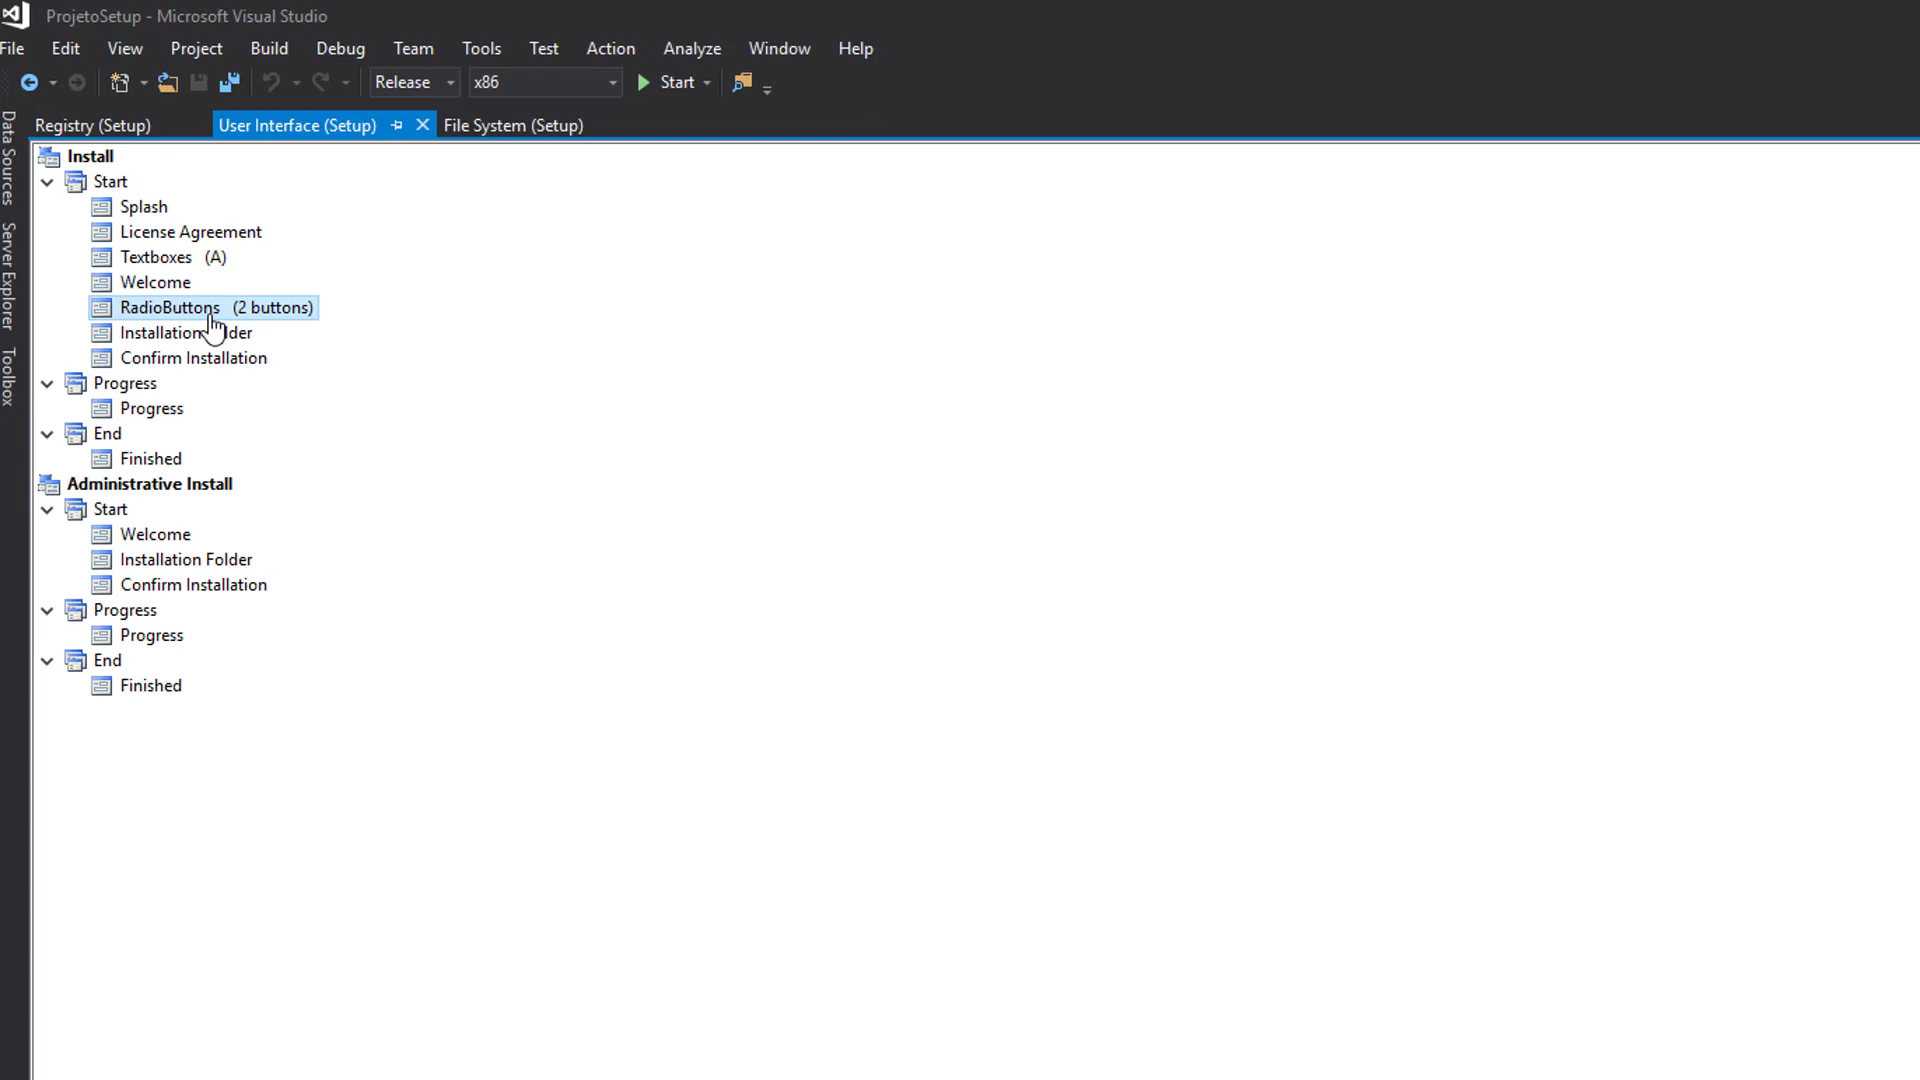 ProjetoSetup - Microsoft Visual Studio
File Edit View Project Build Debug Team Tools Test Action Analyze Window Help
Release x86 Start
Registry (Setup) User Interface (Setup) File System (Setup)
Data Sources
Server Explorer
Toolbox
Install
Start
Splash
License Agreement
Textboxes (A)
Welcome
RadioButtons (2 buttons)
Installation lder
Confirm Installation
Progress
Progress
End
Finished
Administrative Install
Start
Welcome
Installation Folder
Confirm Installation
Progress
Progress
End
Finished